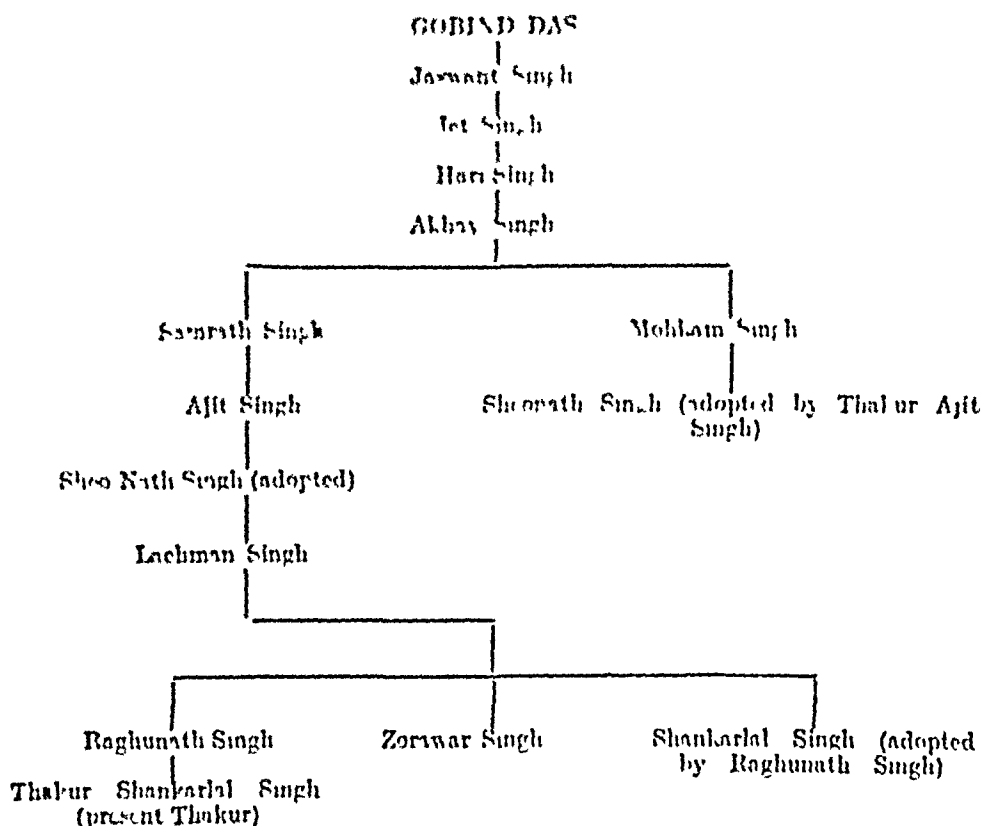 GOBIND DAS
Jaswant Singh
Jet Singh
Hari Singh
Akhay Singh
Samrath Singh
Mohkam Singh
Ajit Singh
Sheonath Singh (adopted by Thakur Ajit
Singh)
Sheo Nath Singh (adopted)
Lachman Singh
Raghunath Singh
Zorawar Singh
Shankarlal Singh (adopted
by Raghunath Singh)
Thakur Shankarlal Singh
(present Thakur)